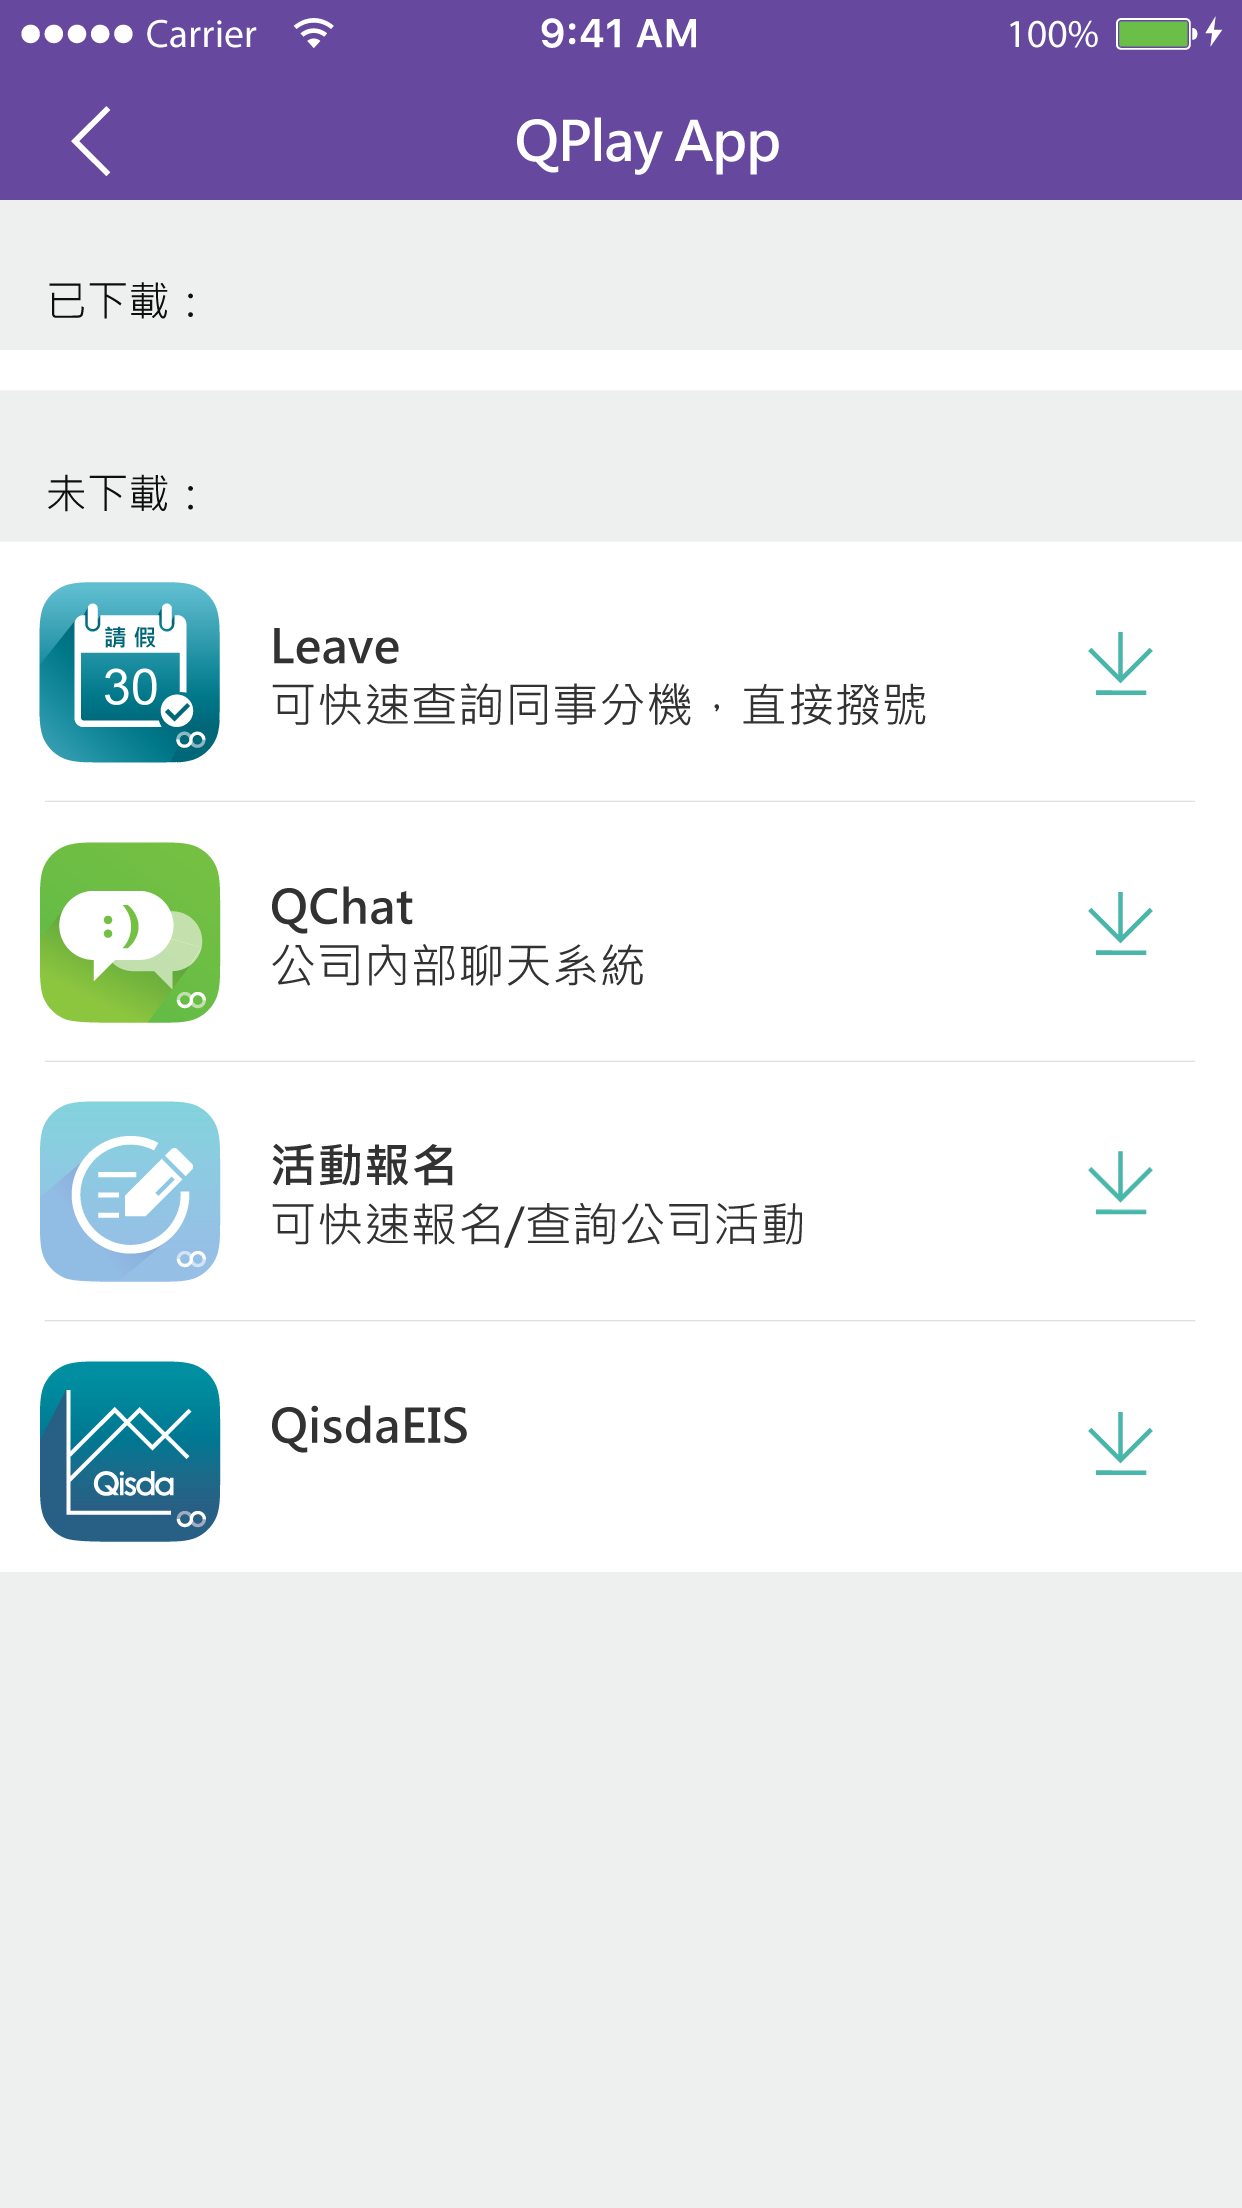 Carrier 9:41 AM 100%
QPlay App
已下載：
未下載：
請假
30
Leave
可快速查詢同事分機，直接撥號
:)
QChat
公司內部聊天系統
活動報名
可快速報名/查詢公司活動
Qisda
QisdaEIS